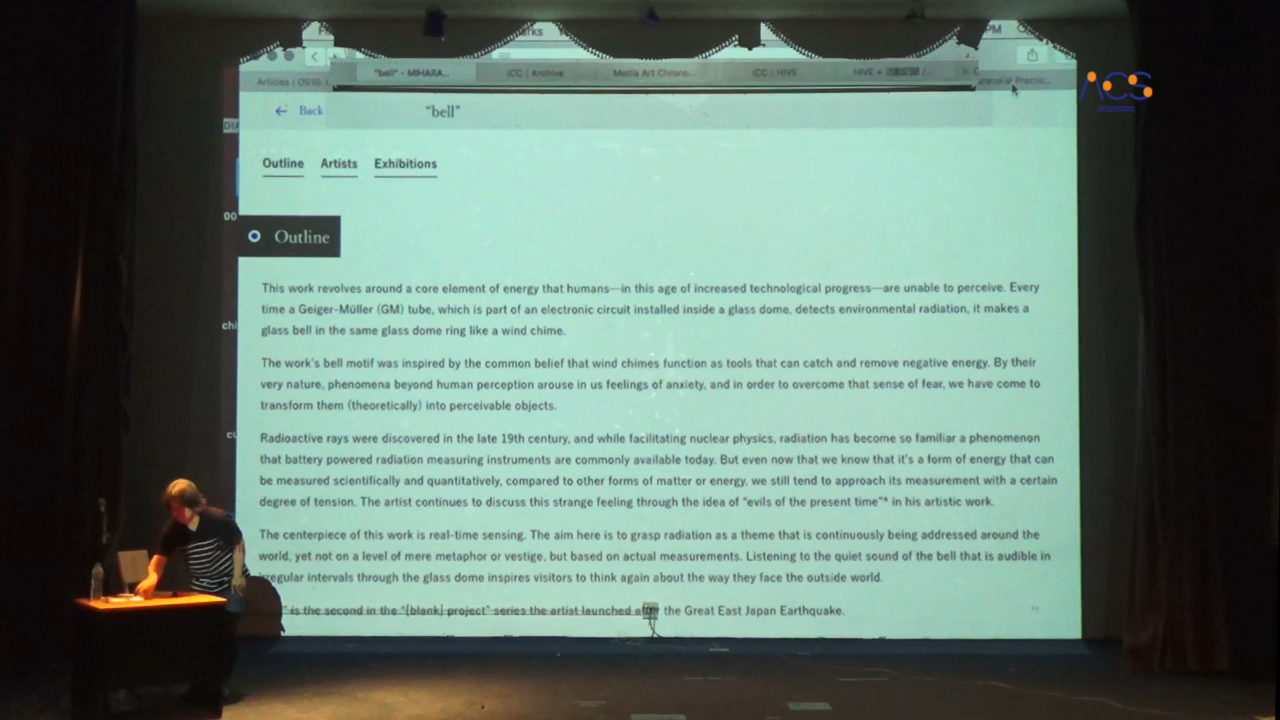 PM
"bell" - MIHARA...
ICC | Archive
Media Art Chrono...
ICC | HIVE
HIVE
Articles |
← Back
"bell"
ACS
Outline
Artists
Exhibitions
00
Outline
This work revolves around a core element of energy that humans—in this age of increased technological progress—are unable to perceive. Every
time a Geiger-Müller (GM) tube, which is part of an electronic circuit installed inside a glass dome, detects environmental radiation, it makes a
glass bell in the same glass dome ring like a wind chime.
The work's bell motif was inspired by the common belief that wind chimes function as tools that can catch and remove negative energy. By their
very nature, phenomena beyond human perception arouse in us feelings of anxiety, and in order to overcome that sense of fear, we have come to
transform them (theoretically) into perceivable objects.
Radioactive rays were discovered in the late 19th century, and while facilitating nuclear physics, radiation has become so familiar a phenomenon
that battery powered radiation measuring instruments are commonly available today. But even now that we know that it's a form of energy that can
be measured scientifically and quantitatively, compared to other forms of matter or energy, we still tend to approach its measurement with a certain
degree of tension. The artist continues to discuss this strange feeling through the idea of "evils of the present time"* in his artistic work.
The centerpiece of this work is real-time sensing. The aim here is to grasp radiation as a theme that is continuously being addressed around the
world, yet not on a level of mere metaphor or vestige, but based on actual measurements. Listening to the quiet sound of the bell that is audible in
irregular intervals through the glass dome inspires visitors to think again about the way they face the outside world.
is the second in the "[blank] project" series the artist launched after the Great East Japan Earthquake.